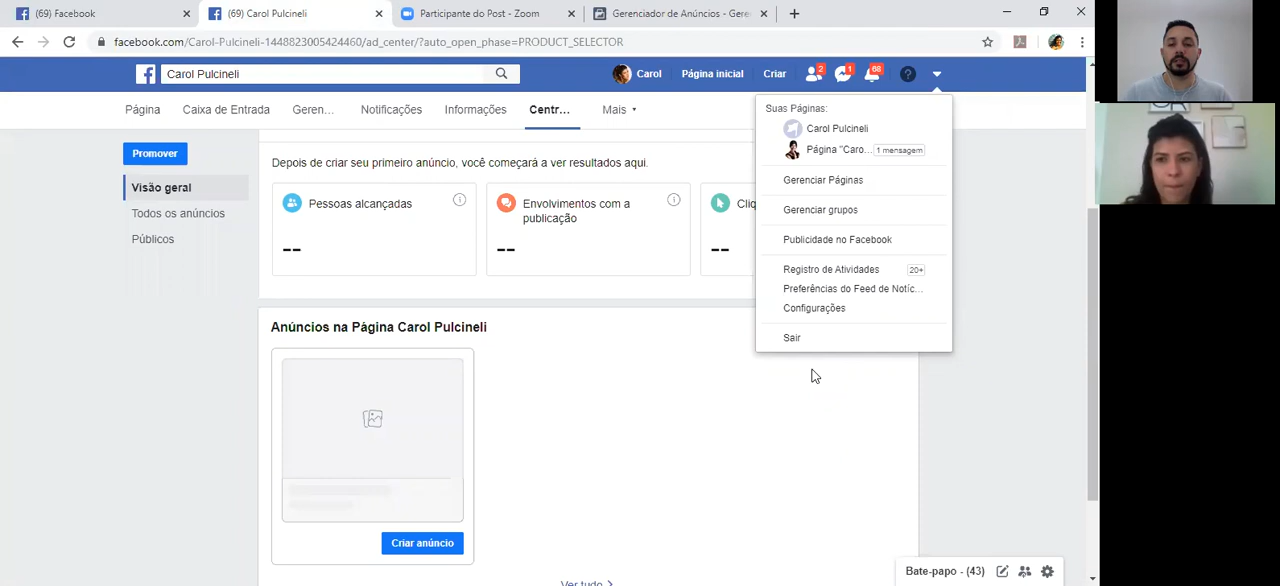 (69) Facebook
(69) Carol Pulcineli
Participante do Post - Zoom
Gerenciador de Anúncios - Gere
facebook.com/Carol-Pulcineli-1448823005424460/ad_center/?auto_open_phase=PRODUCT_SELECTOR
Carol Pulcineli
Carol
Página inicial
Criar
2
1
68
Página
Caixa de Entrada
Geren...
Notificações
Informações
Centr...
Mais
Suas Páginas:
Carol Pulcineli
Página "Caro... 1 mensagem
Gerenciar Páginas
Gerenciar grupos
Publicidade no Facebook
Registro de Atividades 20+
Preferências do Feed de Notíc...
Configurações
Sair
Promover
Visão geral
Todos os anúncios
Públicos
Depois de criar seu primeiro anúncio, você começará a ver resultados aqui.
Pessoas alcançadas
--
Envolvimentos com a
publicação
--
Cliq
--
Anúncios na Página Carol Pulcineli
Criar anúncio
Ver tudo
Bate-papo - (43)